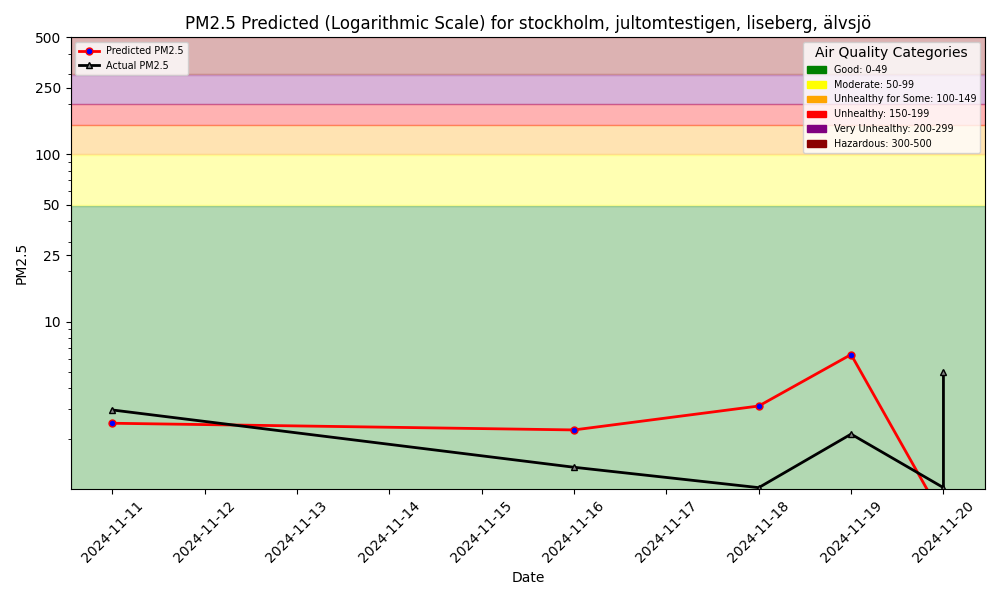 PM2.5 Predicted (Logarithmic Scale) for stockholm, jultomtestigen, liseberg, älvsjö
500
250
100
50
25
10
PM2.5
Predicted PM2.5
Actual PM2.5
Air Quality Categories
Good: 0-49
Moderate: 50-99
Unhealthy for Some: 100-149
Unhealthy: 150-199
Very Unhealthy: 200-299
Hazardous: 300-500
2024-11-11
2024-11-12
2024-11-13
2024-11-14
2024-11-15
2024-11-16
2024-11-17
2024-11-18
2024-11-19
2024-11-20
Date